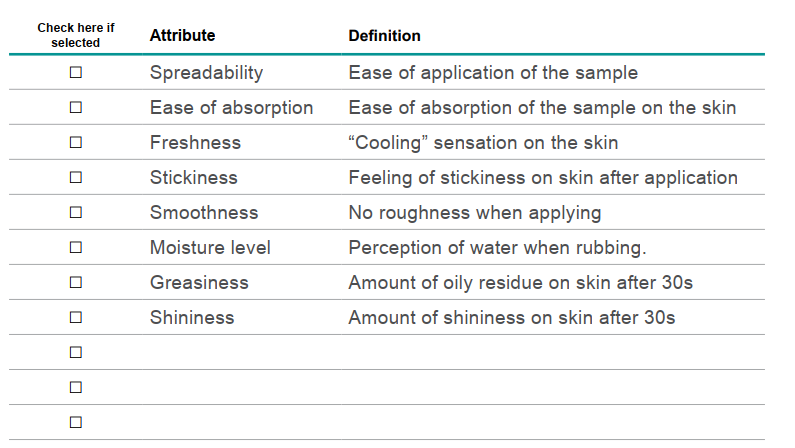 Check here if
selected
Attribute
Definition
Spreadability
Ease of application of the sample
Ease of absorption
Ease of absorption of the sample on the skin
Freshness
“Cooling” sensation on the skin
Stickiness
Feeling of stickiness on skin after application
Smoothness
No roughness when applying
Moisture level
Perception of water when rubbing.
Greasiness
Amount of oily residue on skin after 30s
Shininess
Amount of shininess on skin after 30s